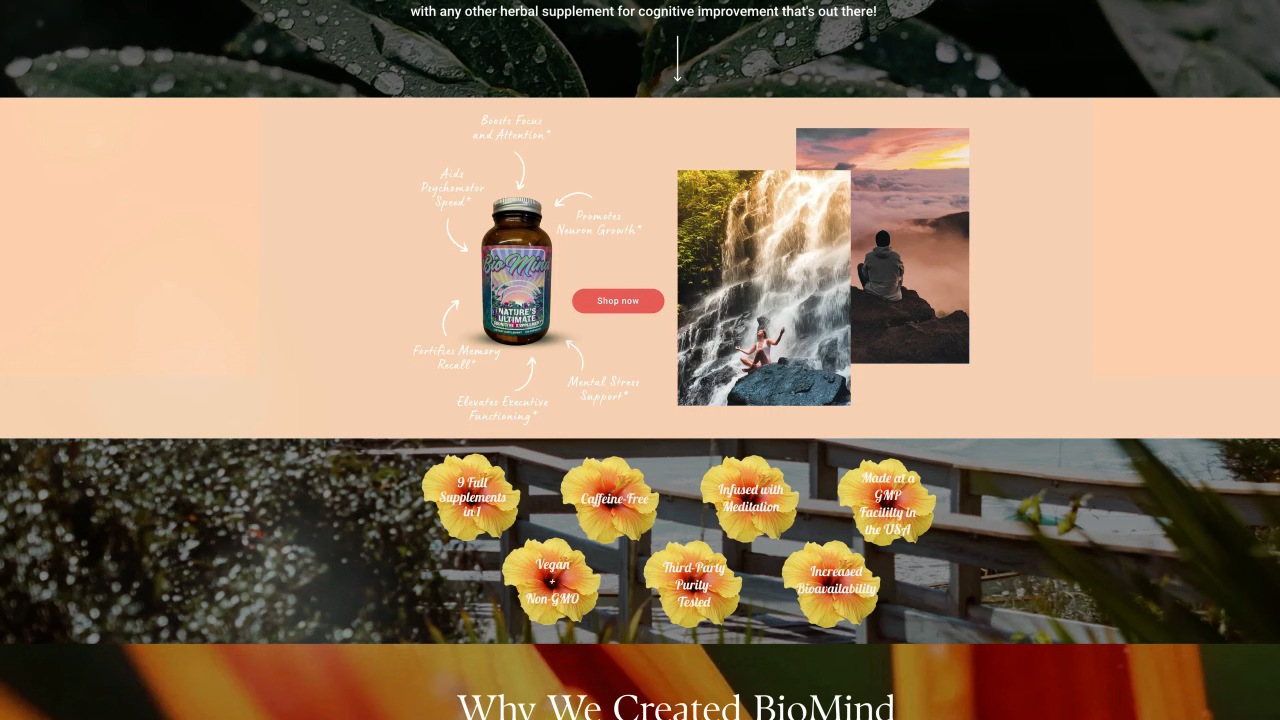 with any other herbal supplement for cognitive improvement that's out there!
Boosts Focus
and Attention*
Aids
Psychomotor
Speed*
Promotes
Neuron Growth*
Bio Mind
NATURE'S
ULTIMATE
Shop now
Fortifies Memory
Recall*
Mental Stress
Support*
Elevates Executive
Functioning*
9 Full
Supplements
in 1
Caffeine-Free
Infused with
Meditation
Made at a
GMP
Facility in
the USA
Vegan
+
Non-GMO
Third-Party
Purity-
Tested
Increased
Bioavailability
Why We Created BioMind